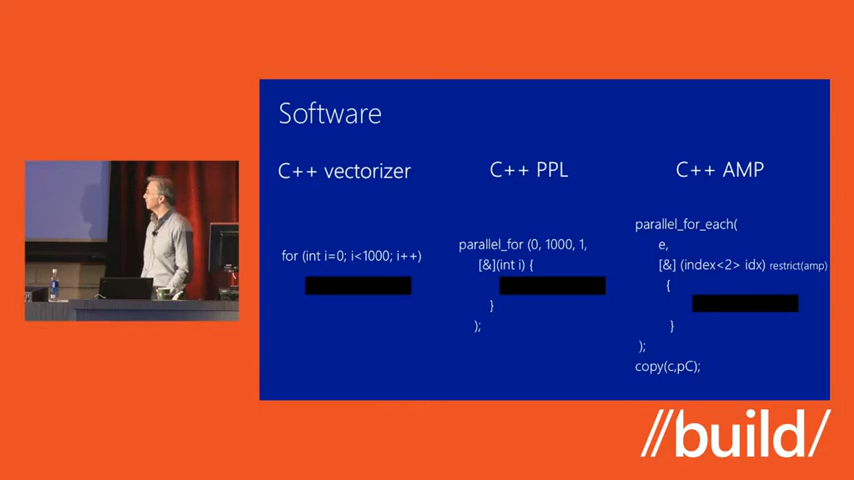 Software
C++ vectorizer
for (int i=0; i<1000; i++)
C++ PPL
parallel_for (0, 1000, 1,
[&](int i) {
}
);
C++ AMP
parallel_for_each(
e,
[&] (index<2> idx) restrict(amp)
{
}
);
copy(c,pC);
//build/